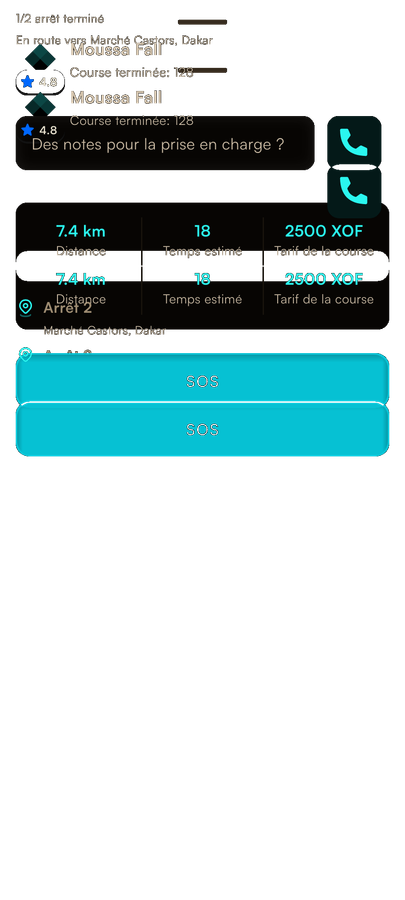 1/2 arrêt terminé
En route vers Marché Castors, Dakar
Moussa Fall
Course terminée: 128
4.8
Moussa Fall
Course terminée: 128
4.8
Des notes pour la prise en charge ?
7.4 km 18 2500 XOF
Distance Temps estimé Tarif de la course
7.4 km 18 2500 XOF
Distance Temps estimé Tarif de la course
Arrêt 2
Marché Castors, Dakar
SOS
SOS